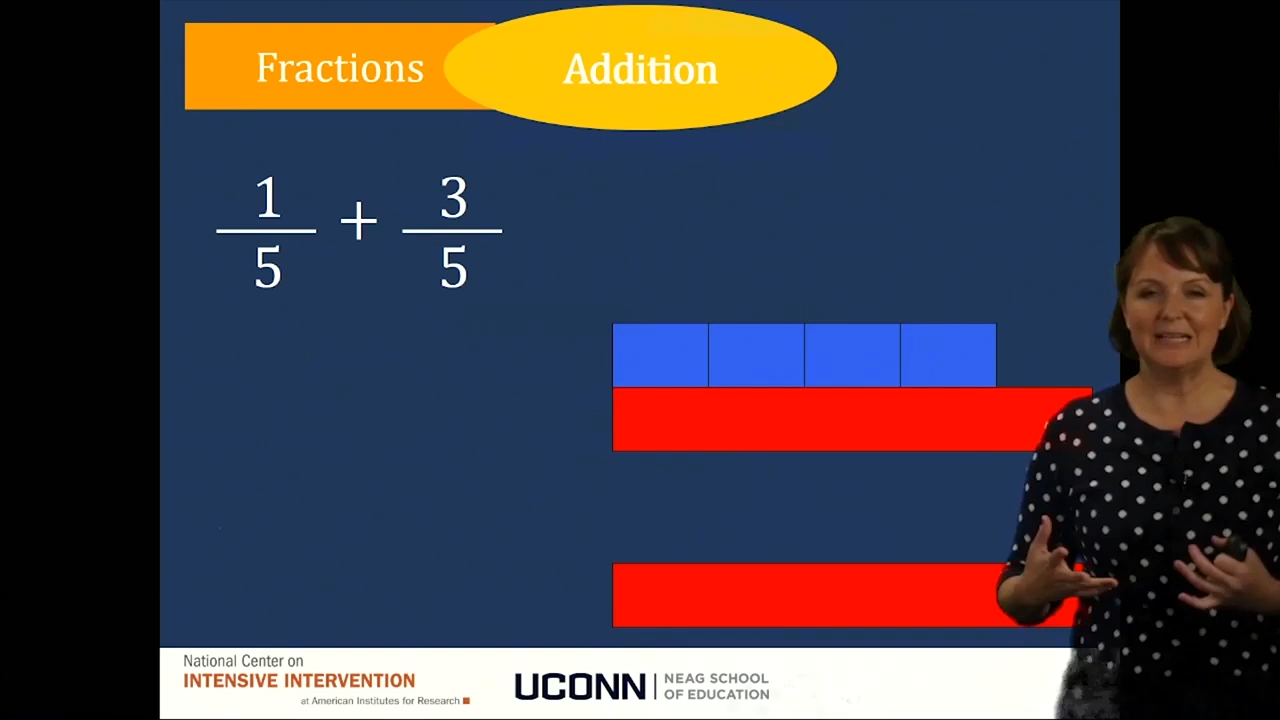 Fractions
Addition
1/5 + 3/5
National Center on
INTENSIVE INTERVENTION
at American Institutes for Research
UCONN
NEAG SCHOOL
OF EDUCATION